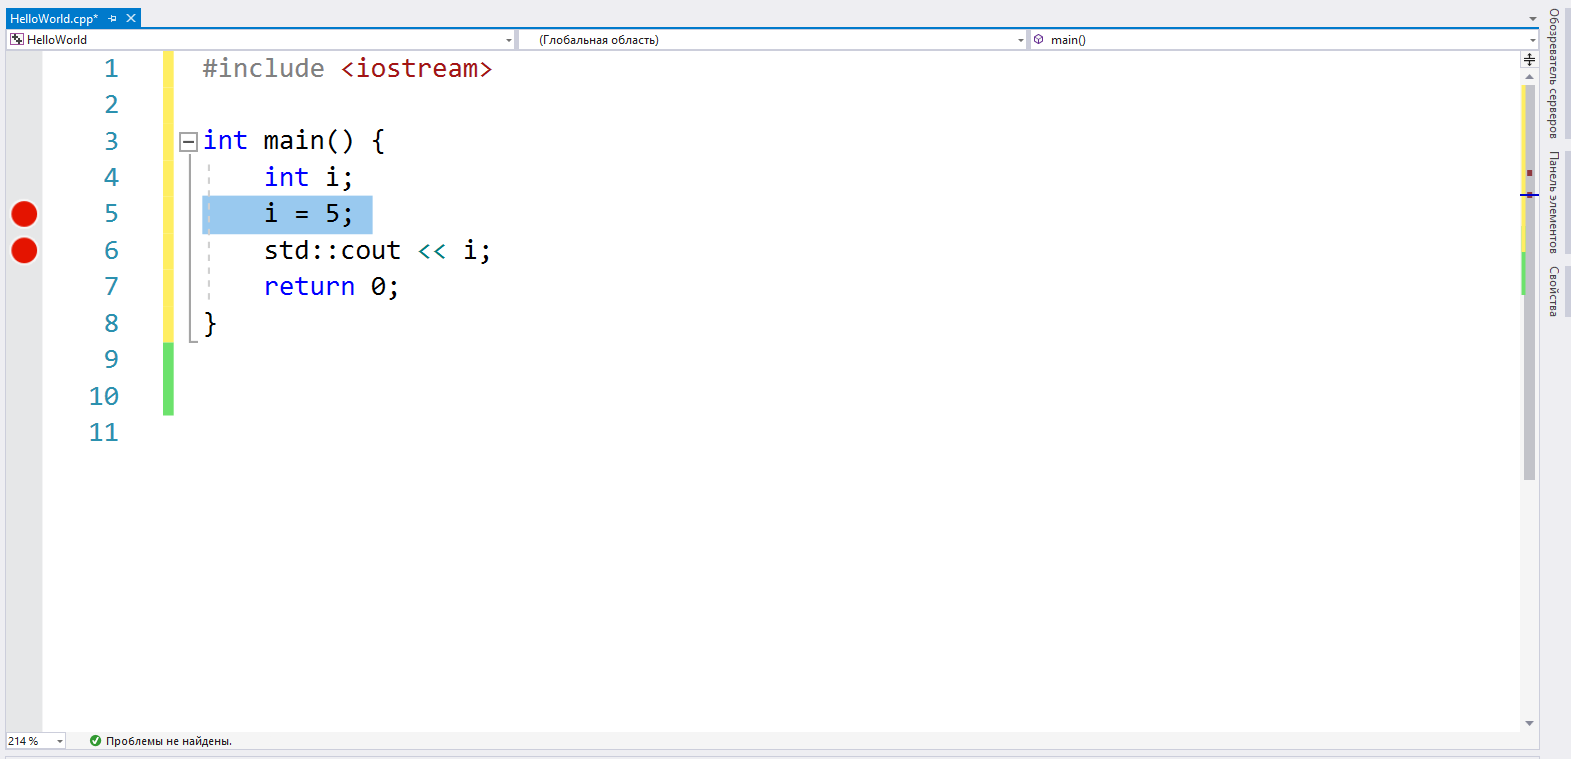 HelloWorld.cpp*
HelloWorld (Глобальная область) main()
1 #include <iostream>
2
3 int main() {
4     int i;
5     i = 5;
6     std::cout << i;
7     return 0;
8 }
9
10
11
214 % Проблемы не найдены.
Обозреватель серверов
Панель элементов
Свойства